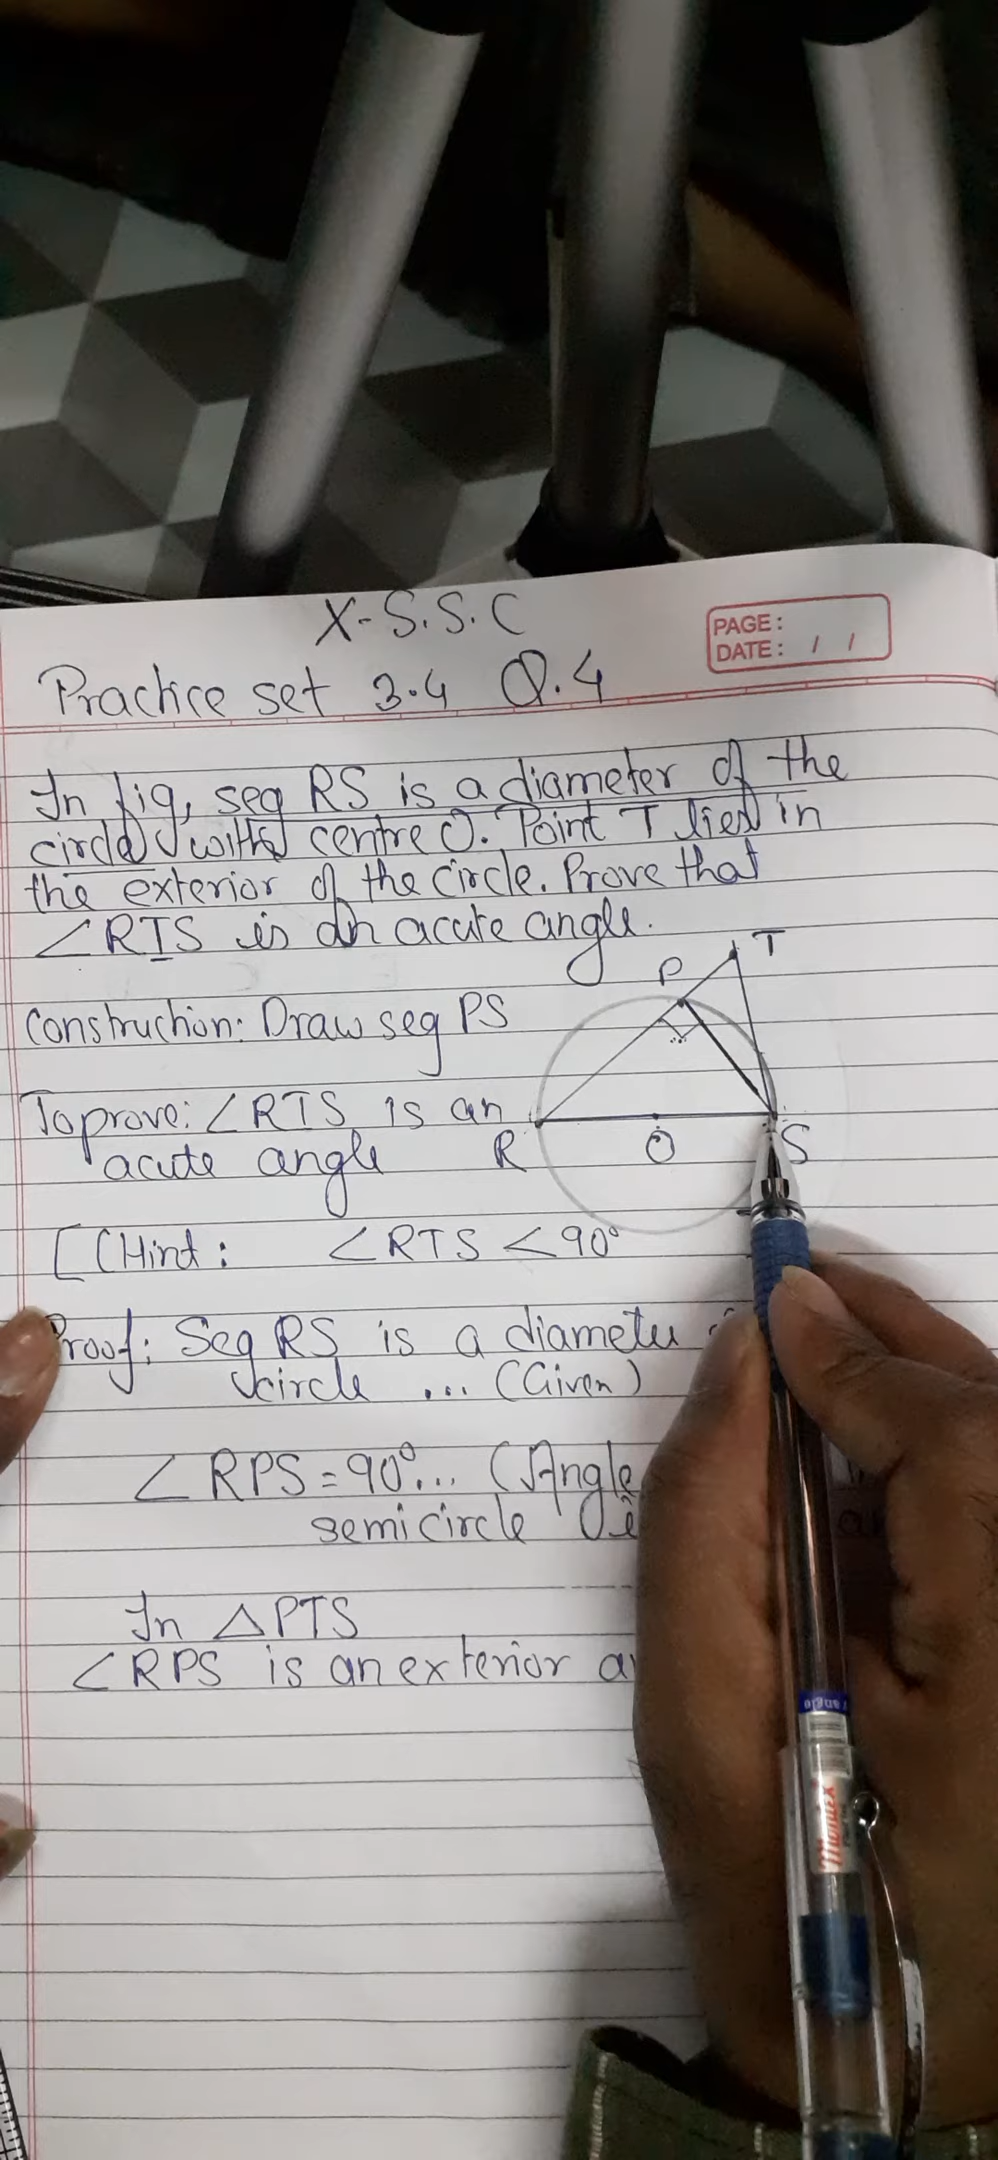 X-S.S.C
PAGE:
DATE: / /
Practice set 3.4 Q.4
In fig, seg RS is a diameter of the
circle with centre O. Point T lies in
the exterior of the circle. Prove that
∠RTS is an acute angle.
T
P
Construction: Draw seg PS
To prove: ∠RTS is an
acute angle
R O S
[(Hint: ∠RTS < 90°
Proof: Seg RS is a diameter
circle ... (Given)
∠RPS = 90°... (Angle
semicircle
In △PTS
∠RPS is an exterior
angle
Montex